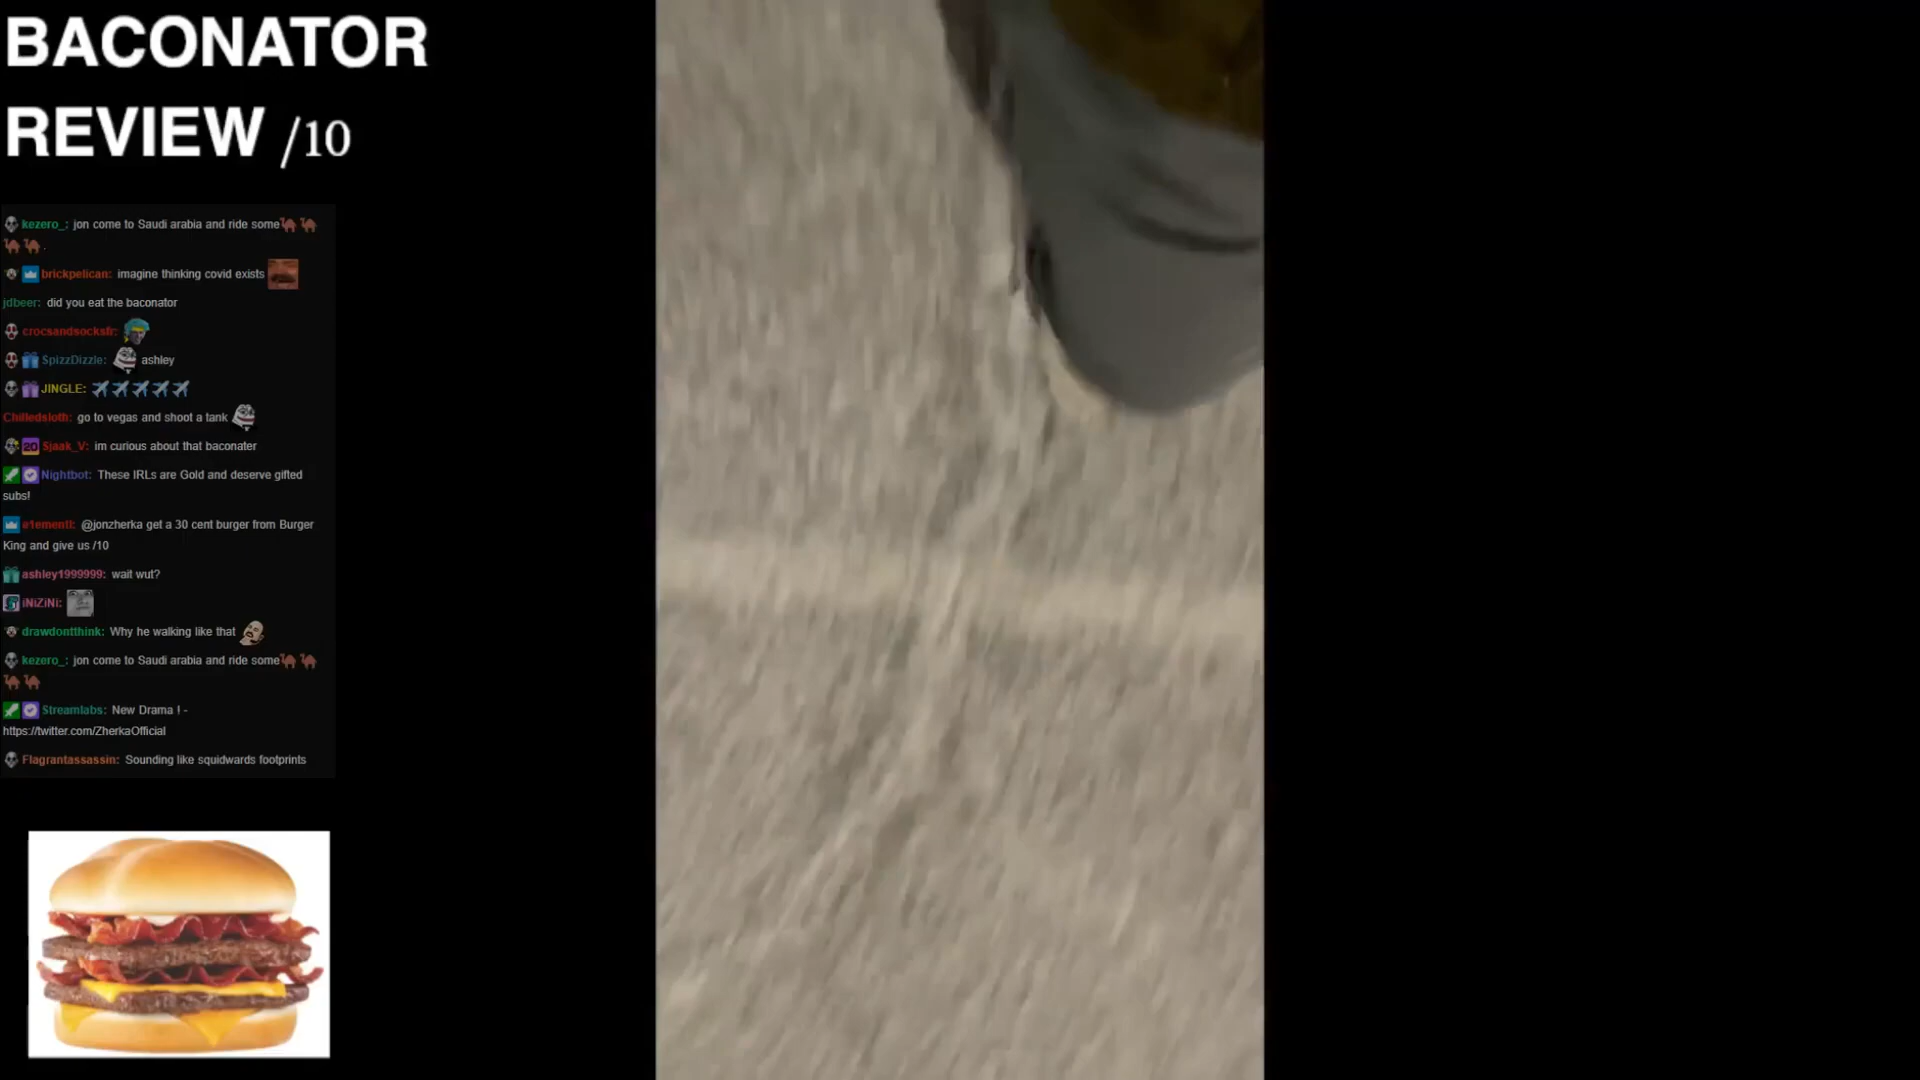 BACONATOR
REVIEW /10
kezero_: jon come to Saudi arabia and ride some
.
brickpelican: imagine thinking covid exists
jdbeer: did you eat the baconator
crocsandsocksfr:
SpizzDizzle: ashley
JINGLE:
Chilledsloth: go to vegas and shoot a tank
20 Sjaak_V: im curious about that baconater
Nightbot: These IRLs are Gold and deserve gifted
subs!
e1ementl: @jonzherka get a 30 cent burger from Burger
King and give us /10
ashley1999999: wait wut?
iNiZiNi:
drawdontthink: Why he walking like that
kezero_: jon come to Saudi arabia and ride some
Streamlabs: New Drama ! -
https://twitter.com/ZherkaOfficial
Flagrantassassin: Sounding like squidwards footprints